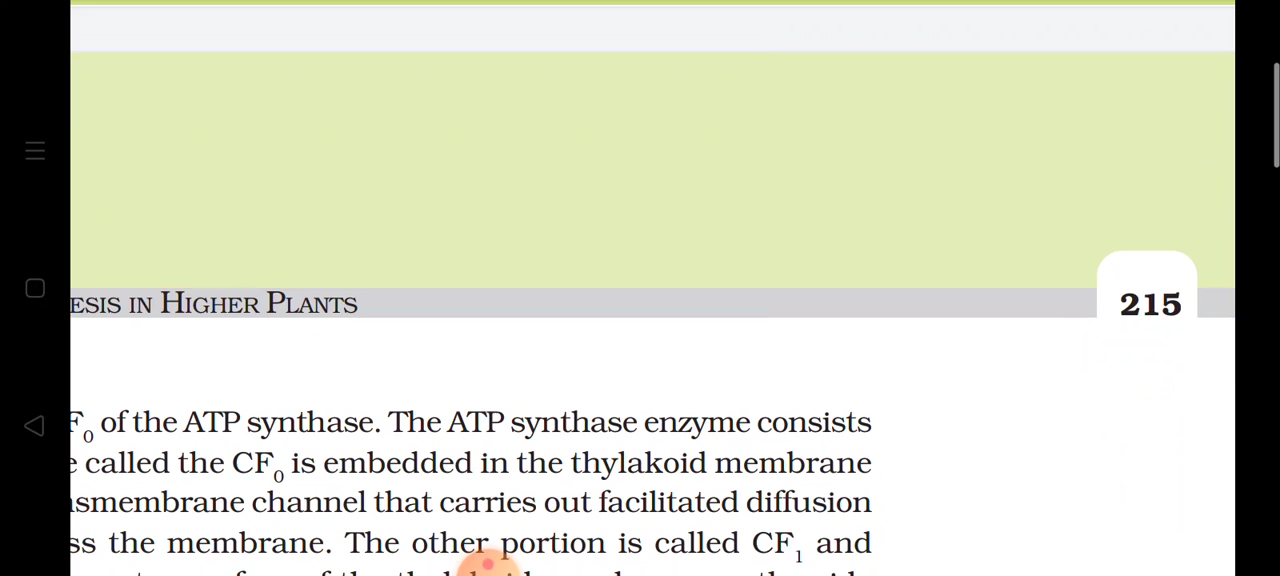 ESIS IN HIGHER PLANTS
215
F0 of the ATP synthase. The ATP synthase enzyme consists
e called the CF0 is embedded in the thylakoid membrane
nsmembrane channel that carries out facilitated diffusion
ss the membrane. The other portion is called CF1 and